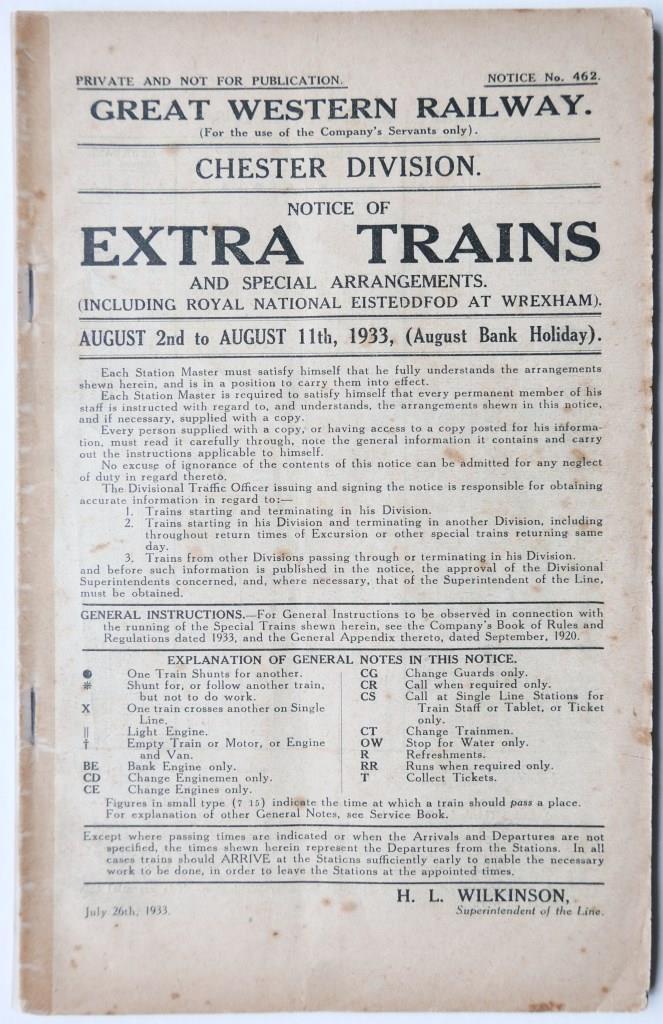 PRIVATE AND NOT FOR PUBLICATION. NOTICE No. 462.
GREAT WESTERN RAILWAY.
(For the use of the Company's Servants only).
CHESTER DIVISION.
NOTICE OF
EXTRA TRAINS
AND SPECIAL ARRANGEMENTS.
(INCLUDING ROYAL NATIONAL EISTEDDFOD AT WREXHAM).
AUGUST 2nd to AUGUST 11th, 1933, (August Bank Holiday).
Each Station Master must satisfy himself that he fully understands the arrangements
shewn herein, and is in a position to carry them into effect.
Each Station Master is required to satisfy himself that every permanent member of his
staff is instructed with regard to, and understands, the arrangements shewn in this notice,
and if necessary, supplied with a copy.
Every person supplied with a copy, or having access to a copy posted for his informa-
tion, must read it carefully through, note the general information it contains and carry
out the instructions applicable to himself.
No excuse of ignorance of the contents of this notice can be admitted for any neglect
of duty in regard thereto.
The Divisional Traffic Officer issuing and signing the notice is responsible for obtaining
accurate information in regard to:—
1. Trains starting and terminating in his Division.
2. Trains starting in his Division and terminating in another Division, including
throughout return times of Excursion or other special trains returning same
day.
3. Trains from other Divisions passing through or terminating in his Division.
and before such information is published in the notice, the approval of the Divisional
Superintendents concerned, and, where necessary, that of the Superintendent of the Line,
must be obtained.
GENERAL INSTRUCTIONS.—For General Instructions to be observed in connection with
the running of the Special Trains shewn herein, see the Company's Book of Rules and
Regulations dated 1933, and the General Appendix thereto, dated September, 1920.
EXPLANATION OF GENERAL NOTES IN THIS NOTICE.
● One Train Shunts for another.
✱ Shunt for, or follow another train,
but not to do work.
X One train crosses another on Single
Line.
|| Light Engine.
† Empty Train or Motor, or Engine
and Van.
BE Bank Engine only.
CD Change Enginemen only.
CE Change Engines only.
CG Change Guards only.
CR Call when required only.
CS Call at Single Line Stations for
Train Staff or Tablet, or Ticket
only.
CT Change Trainmen.
OW Stop for Water only.
R Refreshments.
RR Runs when required only.
T Collect Tickets.
Figures in small type (7 15) indicate the time at which a train should pass a place.
For explanation of other General Notes, see Service Book.
Except where passing times are indicated or when the Arrivals and Departures are not
specified, the times shewn herein represent the Departures from the Stations. In all
cases trains should ARRIVE at the Stations sufficiently early to enable the necessary
work to be done, in order to leave the Stations at the appointed times.
H. L. WILKINSON,
July 26th, 1933. Superintendent of the Line.